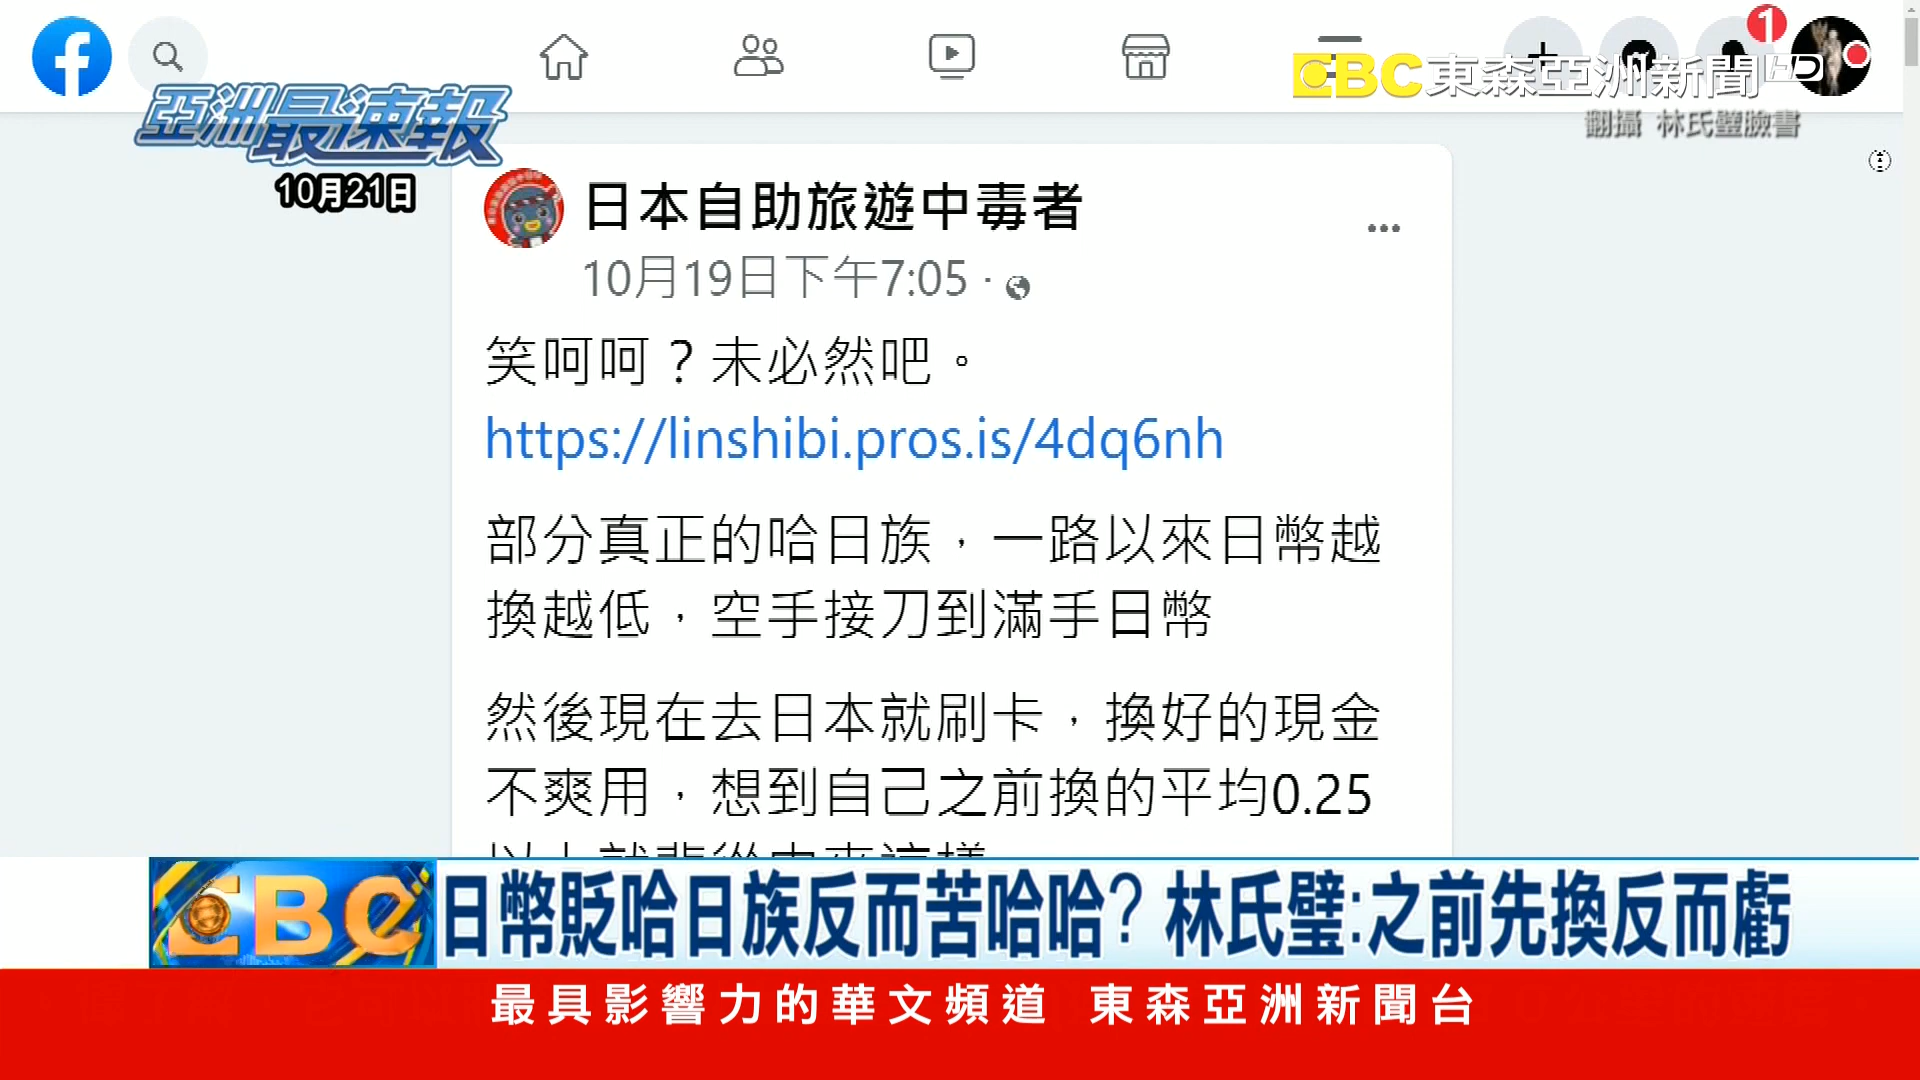 EBC東森亞洲新聞 HD
1
翻攝 林氏璧臉書
亞洲最速報
10月21日
日本自助旅遊中毒者
10月19日下午7:05 ·
笑呵呵？未必然吧。
https://linshibi.pros.is/4dq6nh
部分真正的哈日族，一路以來日幣越
換越低，空手接刀到滿手日幣
然後現在去日本就刷卡，換好的現金
不爽用，想到自己之前換的平均0.25
EBC
日幣貶哈日族反而苦哈哈? 林氏璧:之前先換反而虧
最具影響力的華文頻道 東森亞洲新聞台